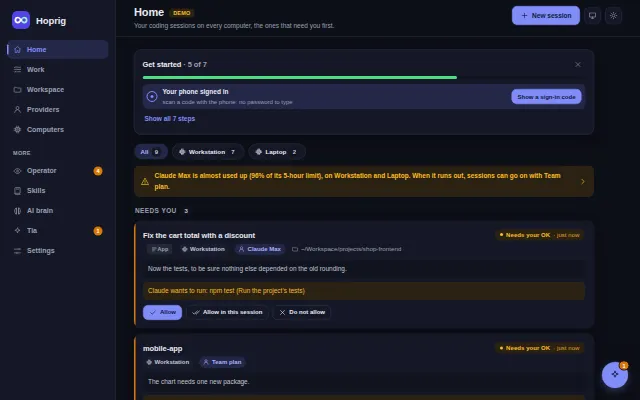 Hoprig
Home
Work
Workspace
Providers
Computers
MORE
Operator 4
Skills
AI brain
Tia 1
Settings
Home DEMO
Your coding sessions on every computer, the ones that need you first.
New session
Get started · 5 of 7
Your phone signed in
scan a code with the phone: no password to type
Show a sign-in code
Show all 7 steps
All 9 Workstation 7 Laptop 2
Claude Max is almost used up (96% of its 5-hour limit), on Workstation and Laptop. When it runs out, sessions can go on with Team
plan.
NEEDS YOU 3
Fix the cart total with a discount
Needs your OK · just now
App Workstation Claude Max ~/Workspace/projects/shop-frontend
Now the tests, to be sure nothing else depended on the old rounding.
Claude wants to run: npm test (Run the project's tests)
Allow Allow in this session Do not allow
mobile-app
Needs your OK · just now
Workstation Team plan
The chart needs one new package.
1